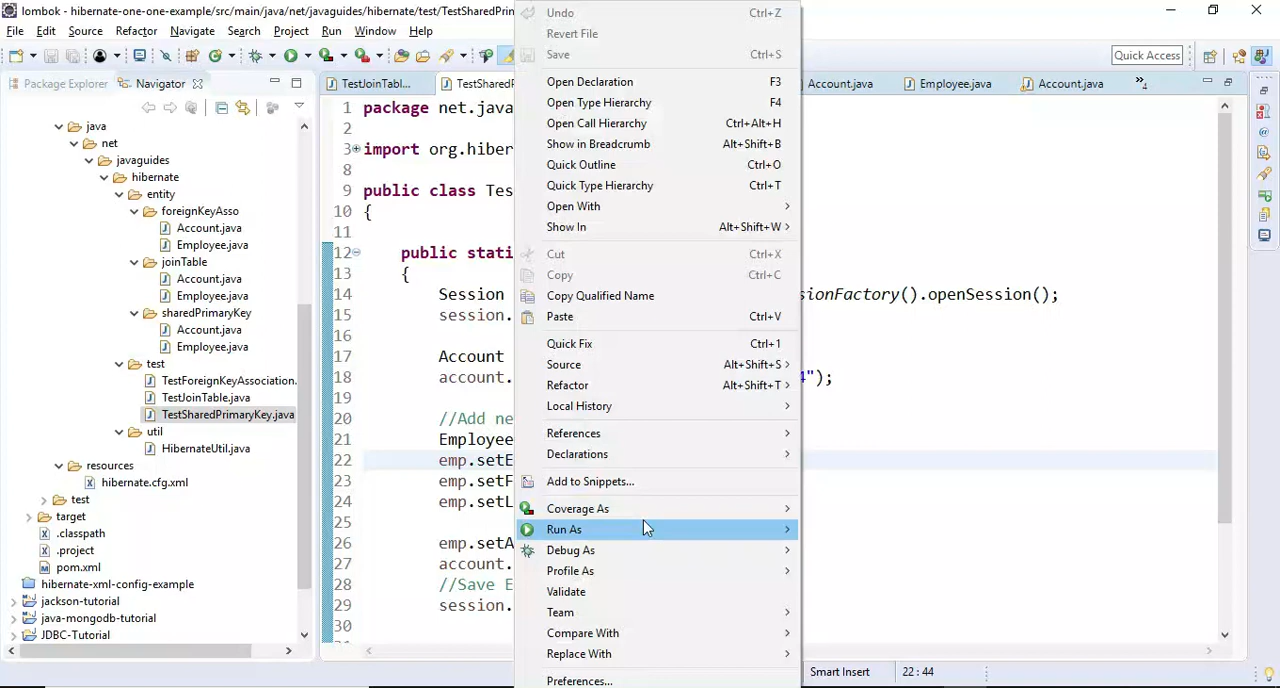 lombok - hibernate-one-one-example/src/main/java/net/javaguides/hibernate/test/TestSharedPrim
File Edit Source Refactor Navigate Search Project Run Window Help
Quick Access
Package Explorer Navigator
java
net
javaguides
hibernate
entity
foreignKeyAsso
Account.java
Employee.java
joinTable
Account.java
Employee.java
sharedPrimaryKey
Account.java
Employee.java
test
TestForeignKeyAssociation.
TestJoinTable.java
TestSharedPrimaryKey.java
util
HibernateUtil.java
resources
hibernate.cfg.xml
test
target
.classpath
.project
pom.xml
hibernate-xml-config-example
jackson-tutorial
java-mongodb-tutorial
JDBC-Tutorial
TestJoinTabl... TestSharedP Account.java Employee.java Account.java 4
1 package net.java
2
3 import org.hiber
8
9 public class Tes
10 {
11
12 public stati
13 {
14 Session sionFactory().openSession();
15 session.
16
17 Account
18 account. 4");
19
20 //Add ne
21 Employee
22 emp.setE
23 emp.setF
24 emp.setL
25
26 emp.setA
27 account.
28 //Save E
29 session.
30
Undo Ctrl+Z
Revert File
Save Ctrl+S
Open Declaration F3
Open Type Hierarchy F4
Open Call Hierarchy Ctrl+Alt+H
Show in Breadcrumb Alt+Shift+B
Quick Outline Ctrl+O
Quick Type Hierarchy Ctrl+T
Open With
Show In Alt+Shift+W
Cut Ctrl+X
Copy Ctrl+C
Copy Qualified Name
Paste Ctrl+V
Quick Fix Ctrl+1
Source Alt+Shift+S
Refactor Alt+Shift+T
Local History
References
Declarations
Add to Snippets...
Coverage As
Run As
Debug As
Profile As
Validate
Team
Compare With
Replace With
Preferences...
Smart Insert 22 : 44